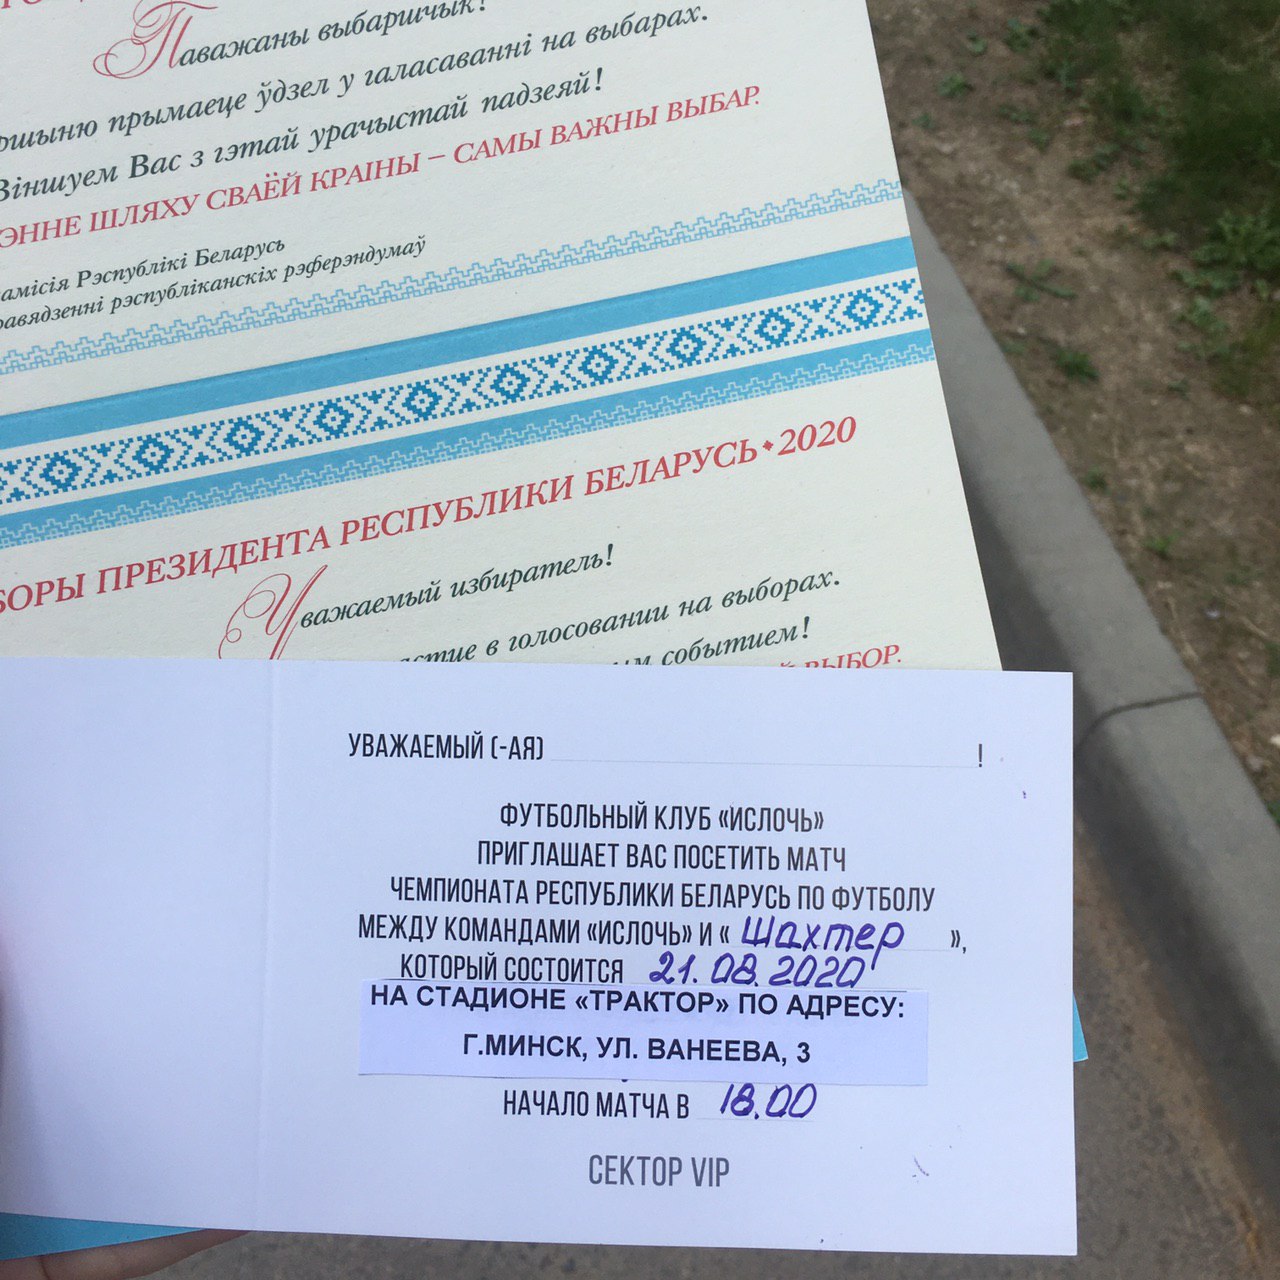 Паважаны выбаршчык!
прымаеце ўдзел у галасаванні на выбарах.
Віншуем Вас з гэтай урачыстай падзеяй!
ШЛЯХУ СВАЁЙ КРАІНЫ – САМЫ ВАЖНЫ ВЫБАР.
Рэспублікі Беларусь
рэспубліканскіх рэферэндумаў
ПРЕЗИДЕНТА РЕСПУБЛИКИ БЕЛАРУСЬ • 2020
Уважаемый избиратель!
в голосовании на выборах.
событием!
ВЫБОР.
УВАЖАЕМЫЙ (-АЯ) !
ФУТБОЛЬНЫЙ КЛУБ «ИСЛОЧЬ»
ПРИГЛАШАЕТ ВАС ПОСЕТИТЬ МАТЧ
ЧЕМПИОНАТА РЕСПУБЛИКИ БЕЛАРУСЬ ПО ФУТБОЛУ
МЕЖДУ КОМАНДАМИ «ИСЛОЧЬ» И « Шахтер »,
КОТОРЫЙ СОСТОИТСЯ 21.08.2020
НА СТАДИОНЕ «ТРАКТОР» ПО АДРЕСУ:
Г.МИНСК, УЛ. ВАНЕЕВА, 3
НАЧАЛО МАТЧА В 18.00
СЕКТОР VIP